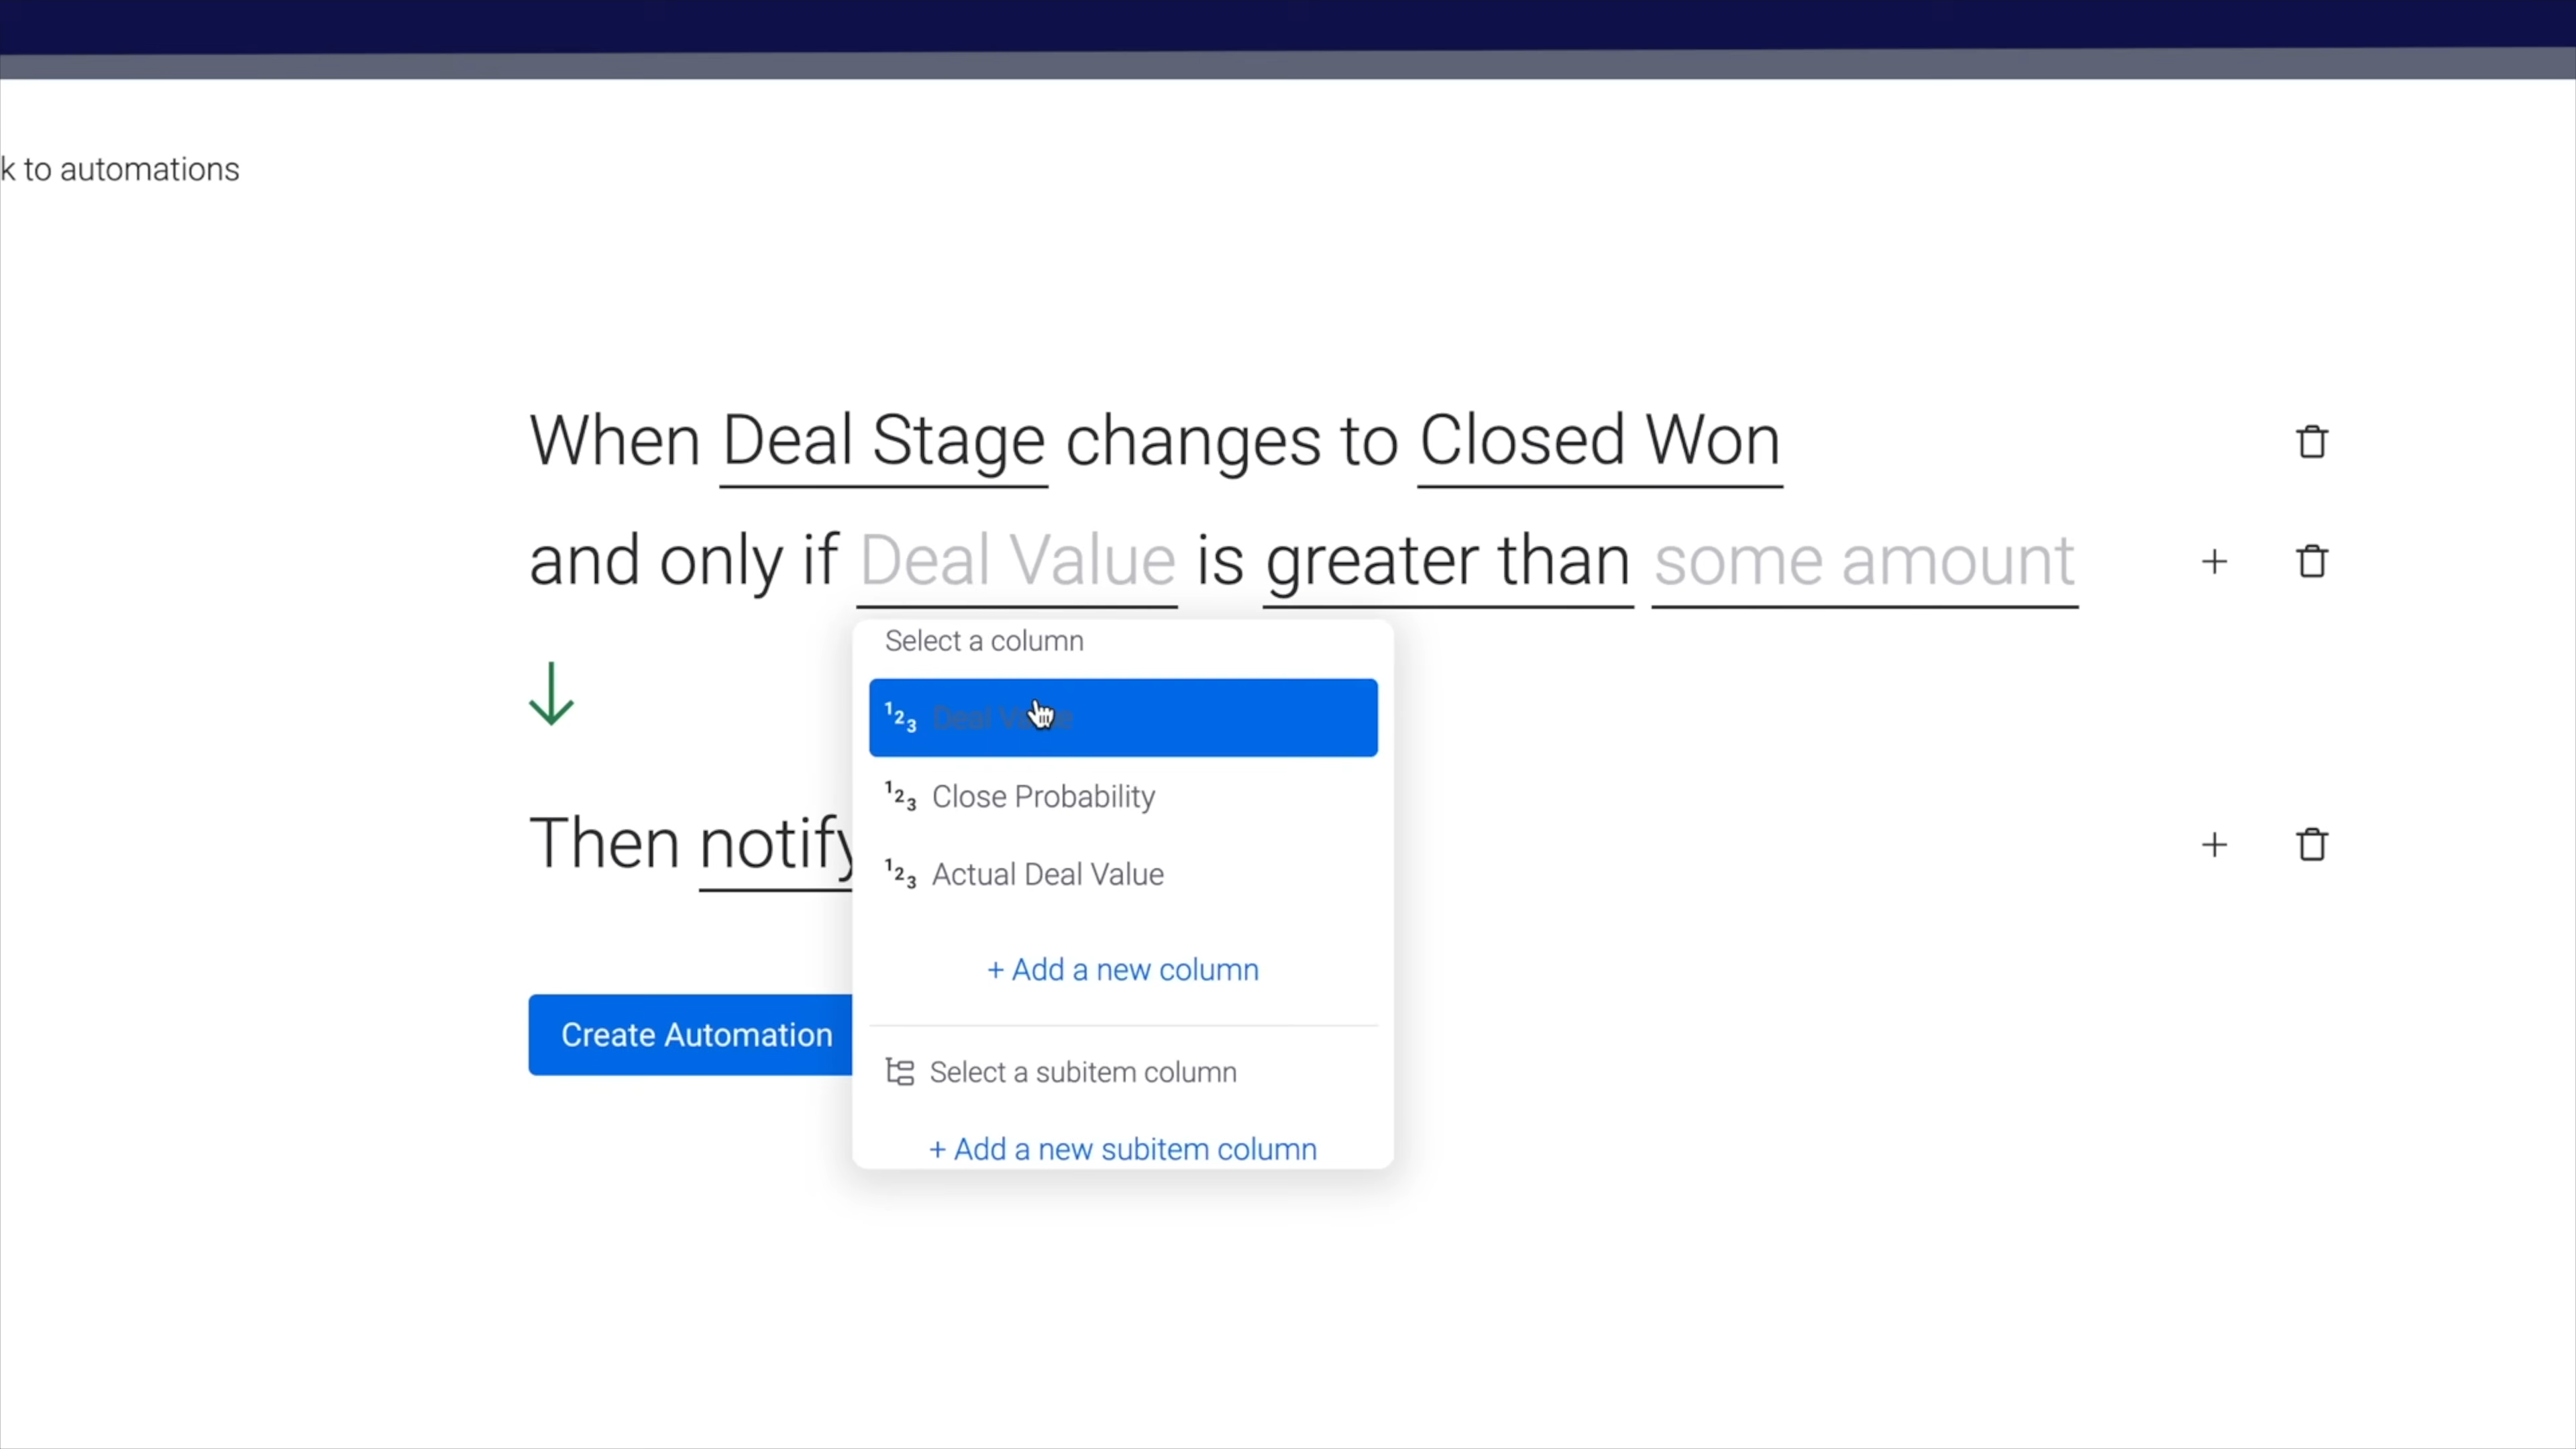 k to automations
When Deal Stage changes to Closed Won
and only if Deal Value is greater than some amount
Select a column
Deal Value
Close Probability
Actual Deal Value
+ Add a new column
Then notify
Create Automation
Select a subitem column
+ Add a new subitem column